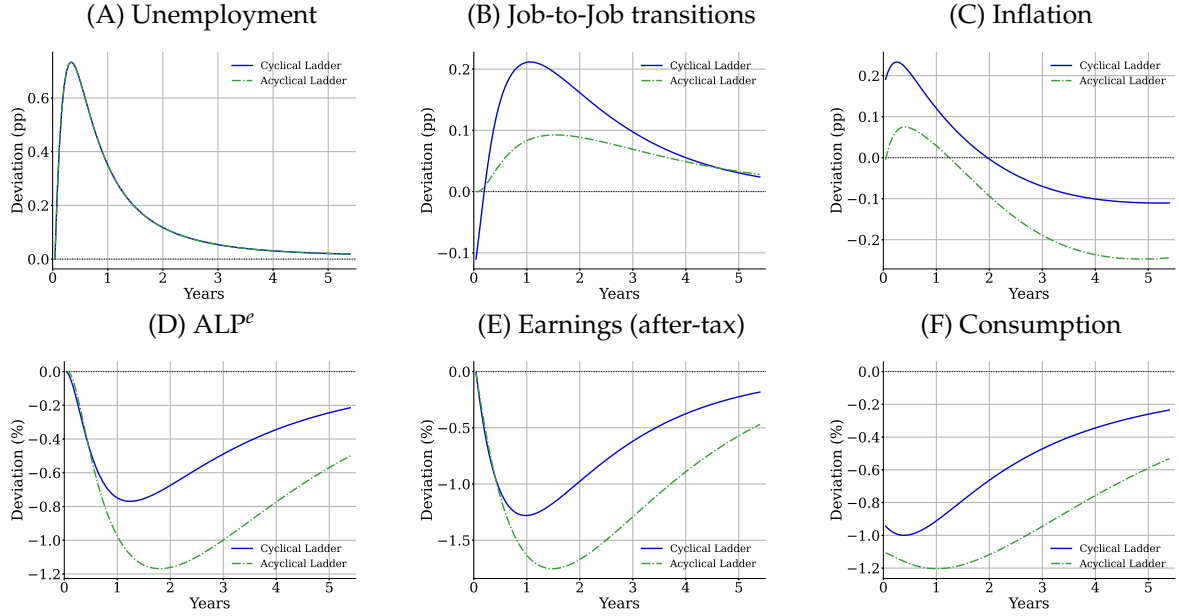 (A) Unemployment
Deviation (pp)
0.6
0.4
0.2
0.0
0 1 2 3 4 5
Years
Cyclical Ladder
Acyclical Ladder
(B) Job-to-Job transitions
Deviation (pp)
0.2
0.1
0.0
−0.1
0 1 2 3 4 5
Years
Cyclical Ladder
Acyclical Ladder
(C) Inflation
Deviation (pp)
0.2
0.1
0.0
−0.1
−0.2
0 1 2 3 4 5
Years
Cyclical Ladder
Acyclical Ladder
(D) ALPᵉ
Deviation (%)
0.0
−0.2
−0.4
−0.6
−0.8
−1.0
−1.2
0 1 2 3 4 5
Years
Cyclical Ladder
Acyclical Ladder
(E) Earnings (after-tax)
Deviation (%)
0.0
−0.5
−1.0
−1.5
0 1 2 3 4 5
Years
Cyclical Ladder
Acyclical Ladder
(F) Consumption
Deviation (%)
0.0
−0.2
−0.4
−0.6
−0.8
−1.0
−1.2
0 1 2 3 4 5
Years
Cyclical Ladder
Acyclical Ladder